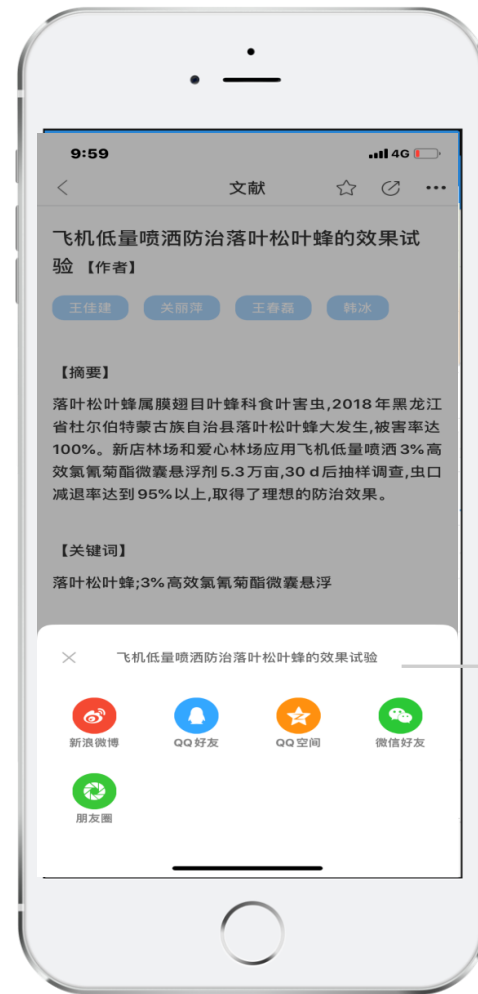 9:59
4G
文献
飞机低量喷洒防治落叶松叶蜂的效果试
验 【作者】
王佳建 关丽萍 王春磊 韩冰
【摘要】
落叶松叶蜂属膜翅目叶蜂科食叶害虫,2018年黑龙江
省杜尔伯特蒙古族自治县落叶松叶蜂大发生,被害率达
100%。新店林场和爱心林场应用飞机低量喷洒3%高
效氯氰菊酯微囊悬浮剂5.3万亩,30 d后抽样调查,虫口
减退率达到95%以上,取得了理想的防治效果。
【关键词】
落叶松叶蜂;3%高效氯氰菊酯微囊悬浮
飞机低量喷洒防治落叶松叶蜂的效果试验
新浪微博 QQ好友 QQ空间 微信好友
朋友圈